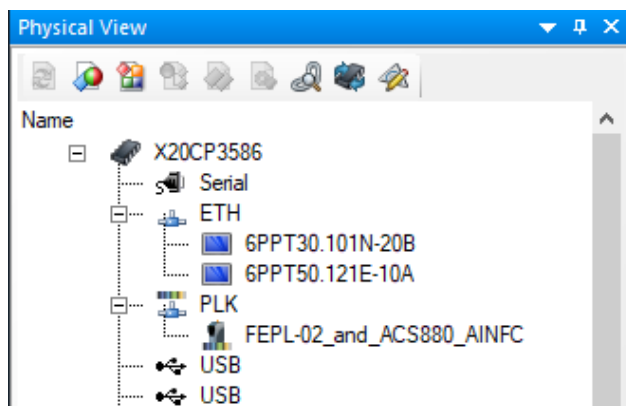 Physical View
Name
X20CP3586
Serial
ETH
6PPT30.101N-20B
6PPT50.121E-10A
PLK
FEPL-02_and_ACS880_AINFC
USB
USB